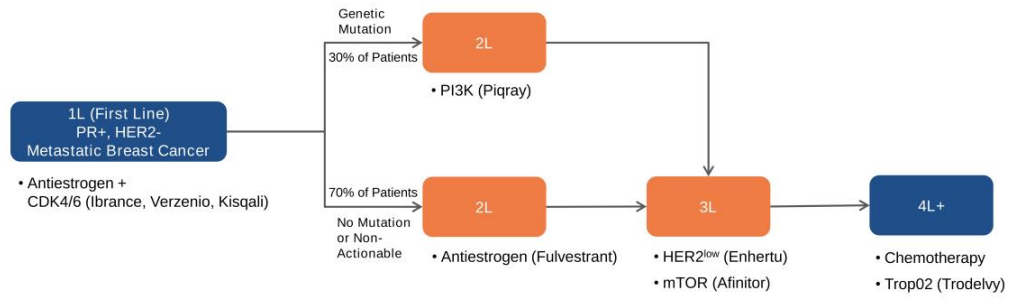 Genetic
Mutation
30% of Patients
2L
• PI3K (Piqray)
1L (First Line)
PR+, HER2-
Metastatic Breast Cancer
• Antiestrogen +
CDK4/6 (Ibrance, Verzenio, Kisqali)
70% of Patients
No Mutation
or Non-
Actionable
2L
• Antiestrogen (Fulvestrant)
3L
• HER2low (Enhertu)
• mTOR (Afinitor)
4L+
• Chemotherapy
• Trop02 (Trodelvy)